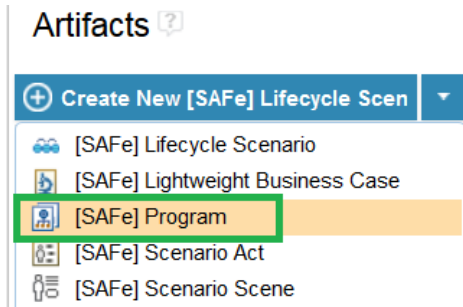 Artifacts ?
Create New [SAFe] Lifecycle Scen
[SAFe] Lifecycle Scenario
[SAFe] Lightweight Business Case
[SAFe] Program
[SAFe] Scenario Act
[SAFe] Scenario Scene